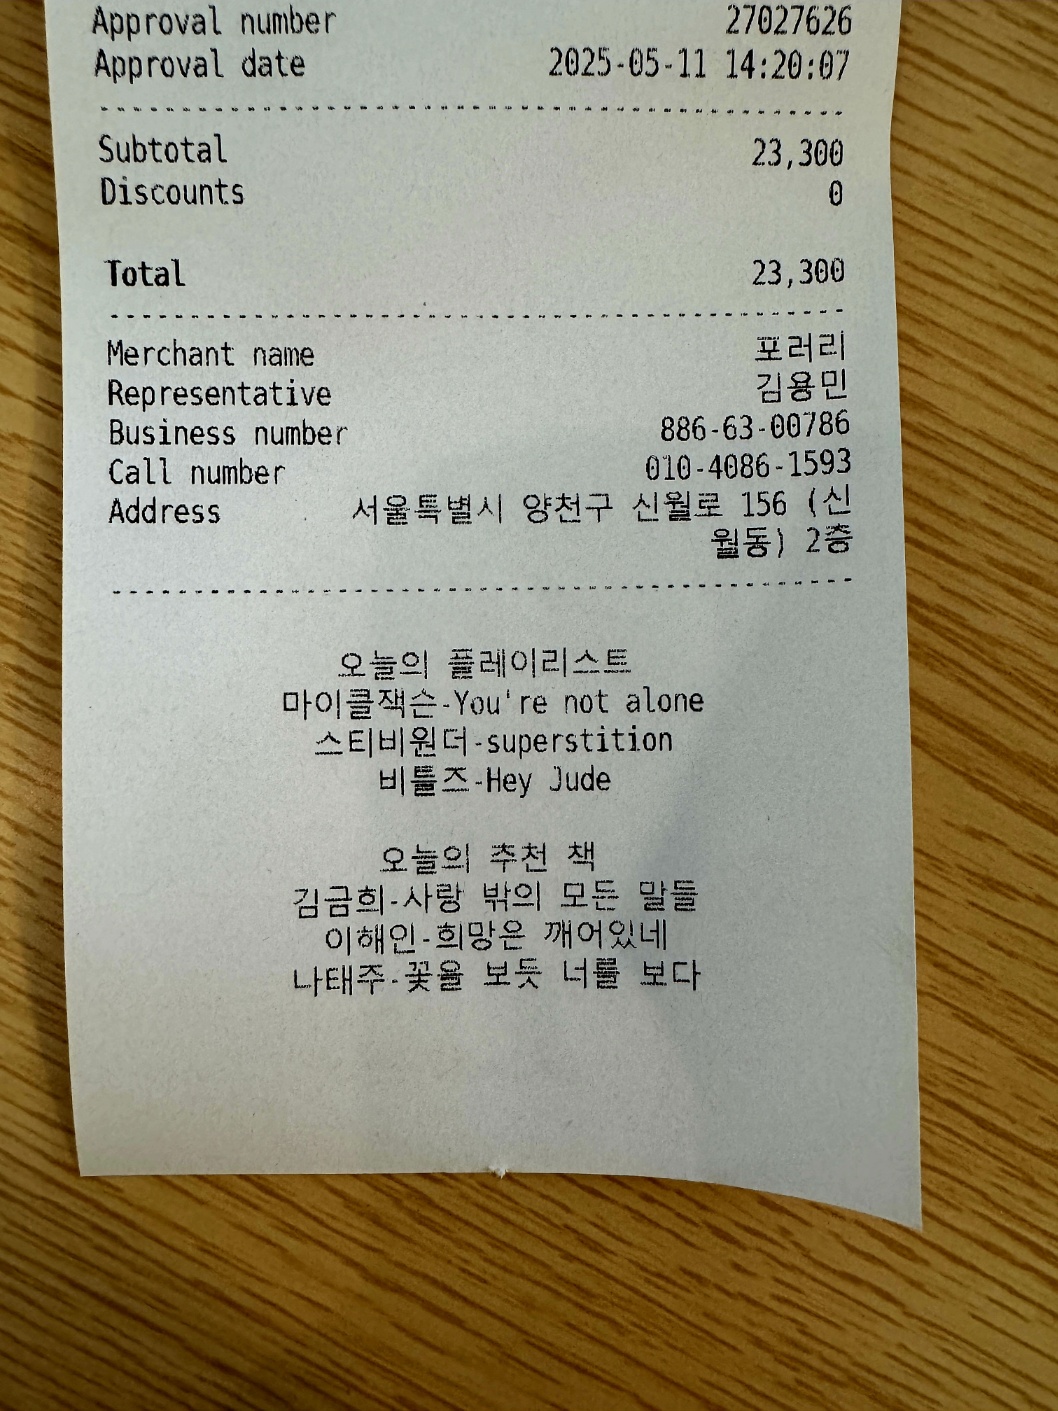 Approval number 27027626
Approval date 2025-05-11 14:20:07
Subtotal 23,300
Discounts 0
Total 23,300
Merchant name 포러리
Representative 김용민
Business number 886-63-00786
Call number 010-4086-1593
Address 서울특별시 양천구 신월로 156 (신
월동) 2층
오늘의 플레이리스트
마이클잭슨-You're not alone
스티비원더-superstition
비틀즈-Hey Jude
오늘의 추천 책
김금희-사랑 밖의 모든 말들
이해인-희망은 깨어있네
나태주-꽃을 보듯 너를 보다